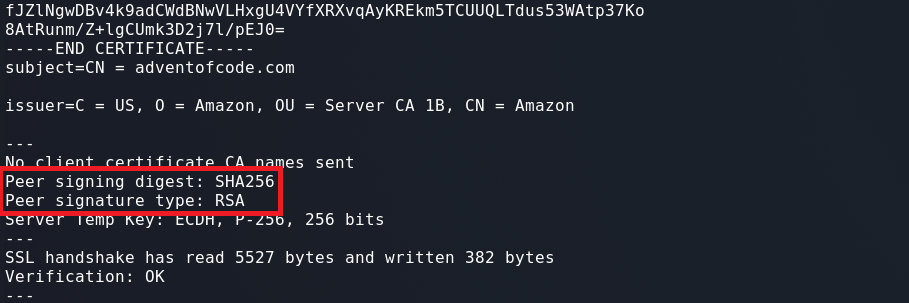 fJZlNgwDBv4k9adCWdBNwVLHxgU4VYfXRXvqAyKREkm5TCUUQLTdus53WAtp37Ko
8AtRunm/Z+lgCUmk3D2j7l/pEJ0=
-----END CERTIFICATE-----
subject=CN = adventofcode.com
issuer=C = US, O = Amazon, OU = Server CA 1B, CN = Amazon
---
No client certificate CA names sent
Peer signing digest: SHA256
Peer signature type: RSA
Server Temp Key: ECDH, P-256, 256 bits
---
SSL handshake has read 5527 bytes and written 382 bytes
Verification: OK
---